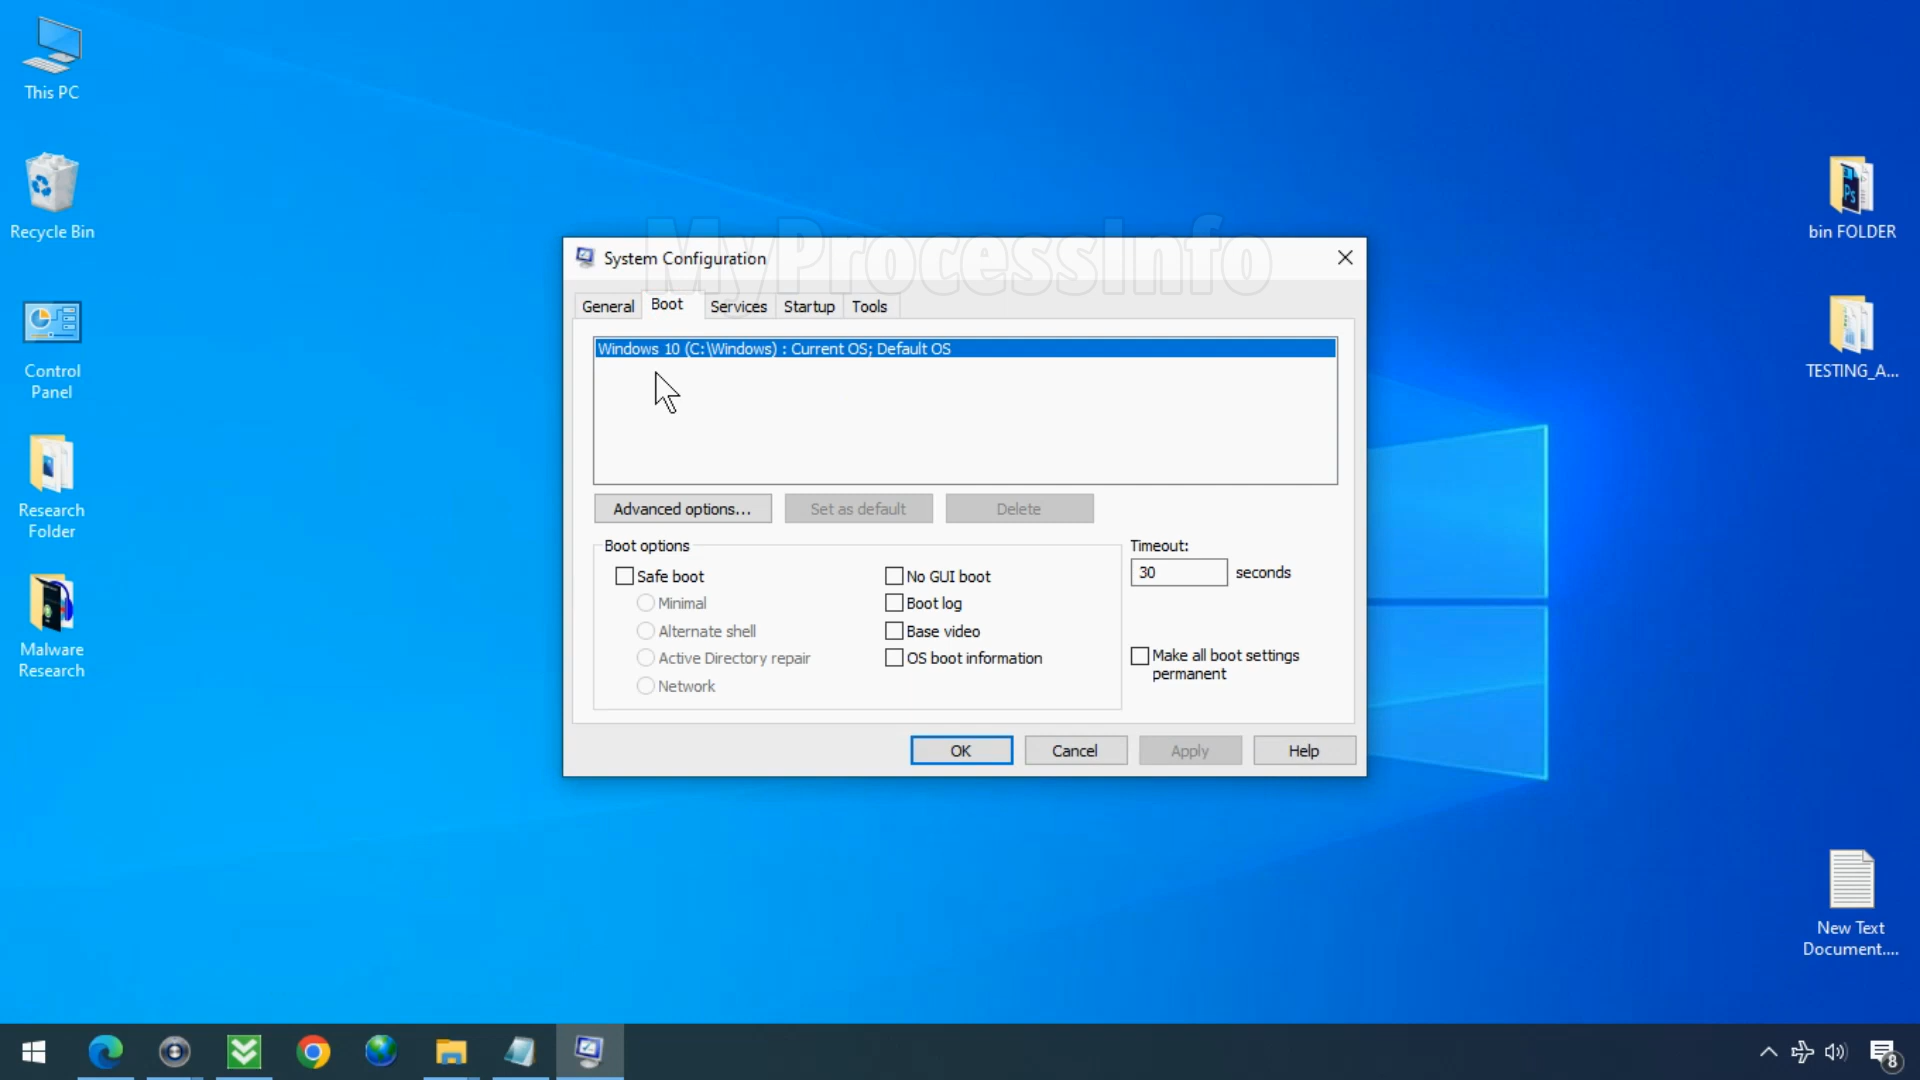 This PC
Recycle Bin
Control
Panel
Research
Folder
Malware
Research
bin FOLDER
TESTING_A...
New Text
Document....
MyProcessInfo
System Configuration
General
Boot
Services
Startup
Tools
Windows 10 (C:\Windows) : Current OS; Default OS
Advanced options...
Set as default
Delete
Boot options
Safe boot
Minimal
Alternate shell
Active Directory repair
Network
No GUI boot
Boot log
Base video
OS boot information
Timeout:
30 seconds
Make all boot settings
permanent
OK
Cancel
Apply
Help
Ps
8